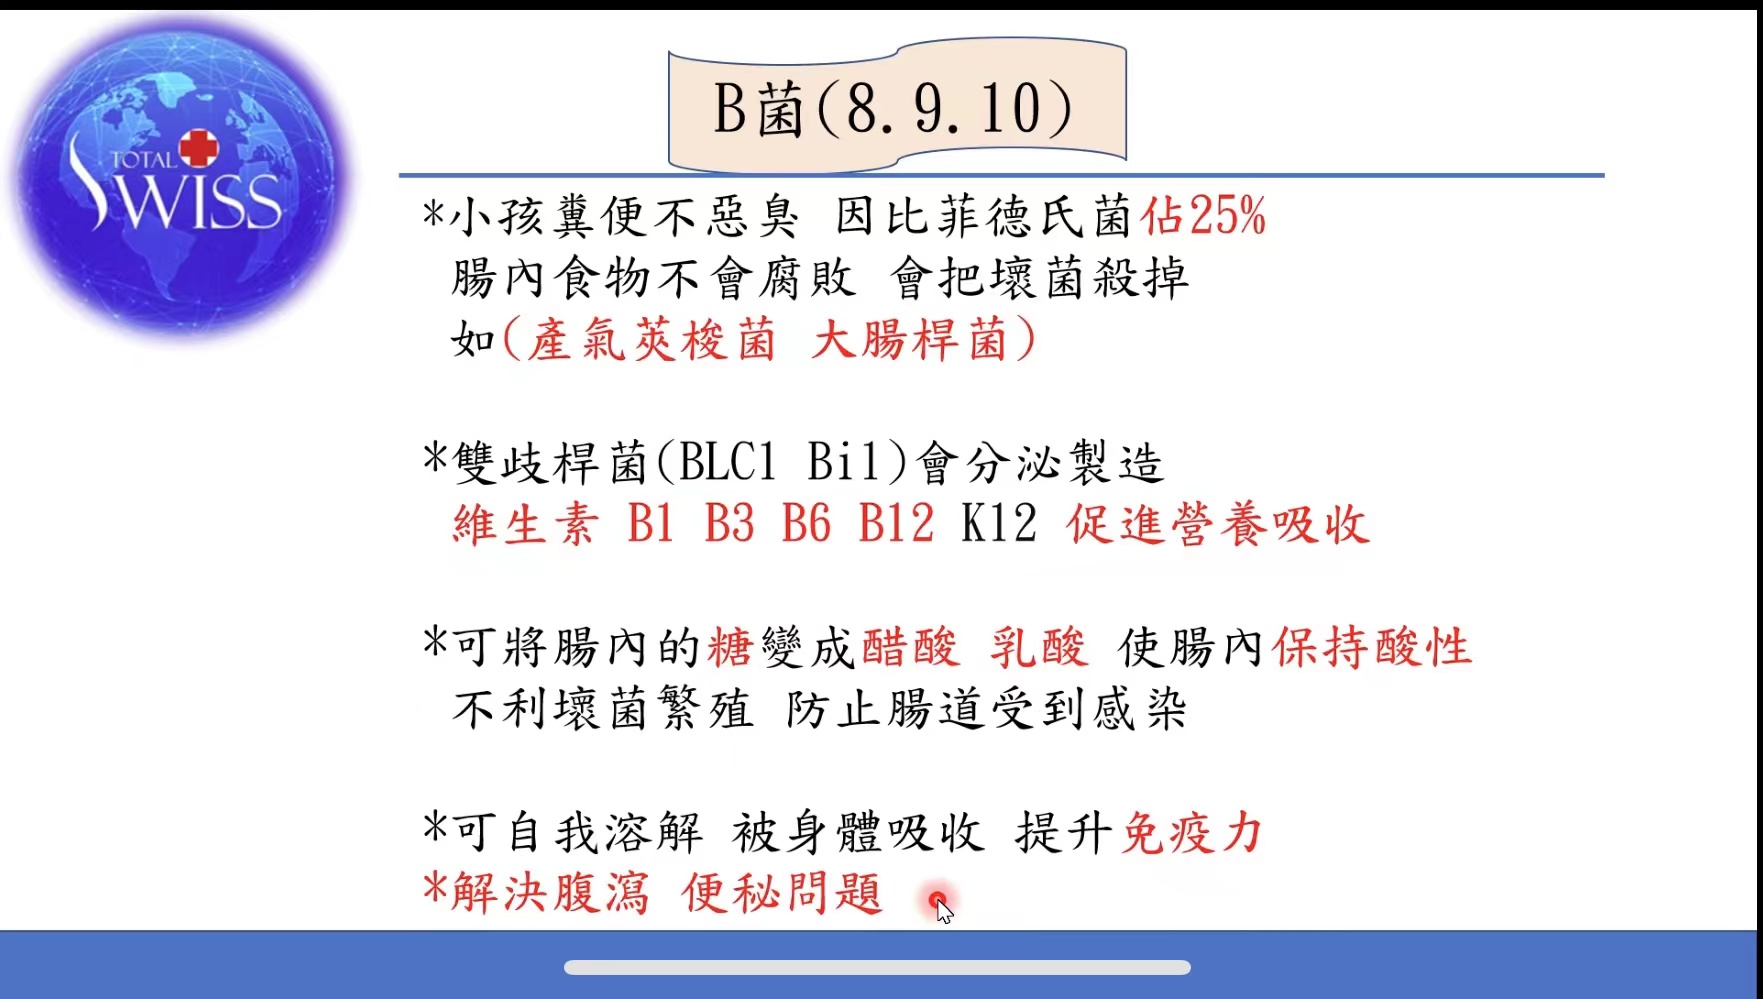 TOTAL
SWISS
B菌(8.9.10)
*小孩糞便不惡臭 因比菲德氏菌佔25%
腸內食物不會腐敗 會把壞菌殺掉
如(產氣莢梭菌 大腸桿菌)
*雙歧桿菌(BLC1 Bi1)會分泌製造
維生素 B1 B3 B6 B12 K12 促進營養吸收
*可將腸內的糖變成醋酸 乳酸 使腸內保持酸性
不利壞菌繁殖 防止腸道受到感染
*可自我溶解 被身體吸收 提升免疫力
*解決腹瀉 便秘問題